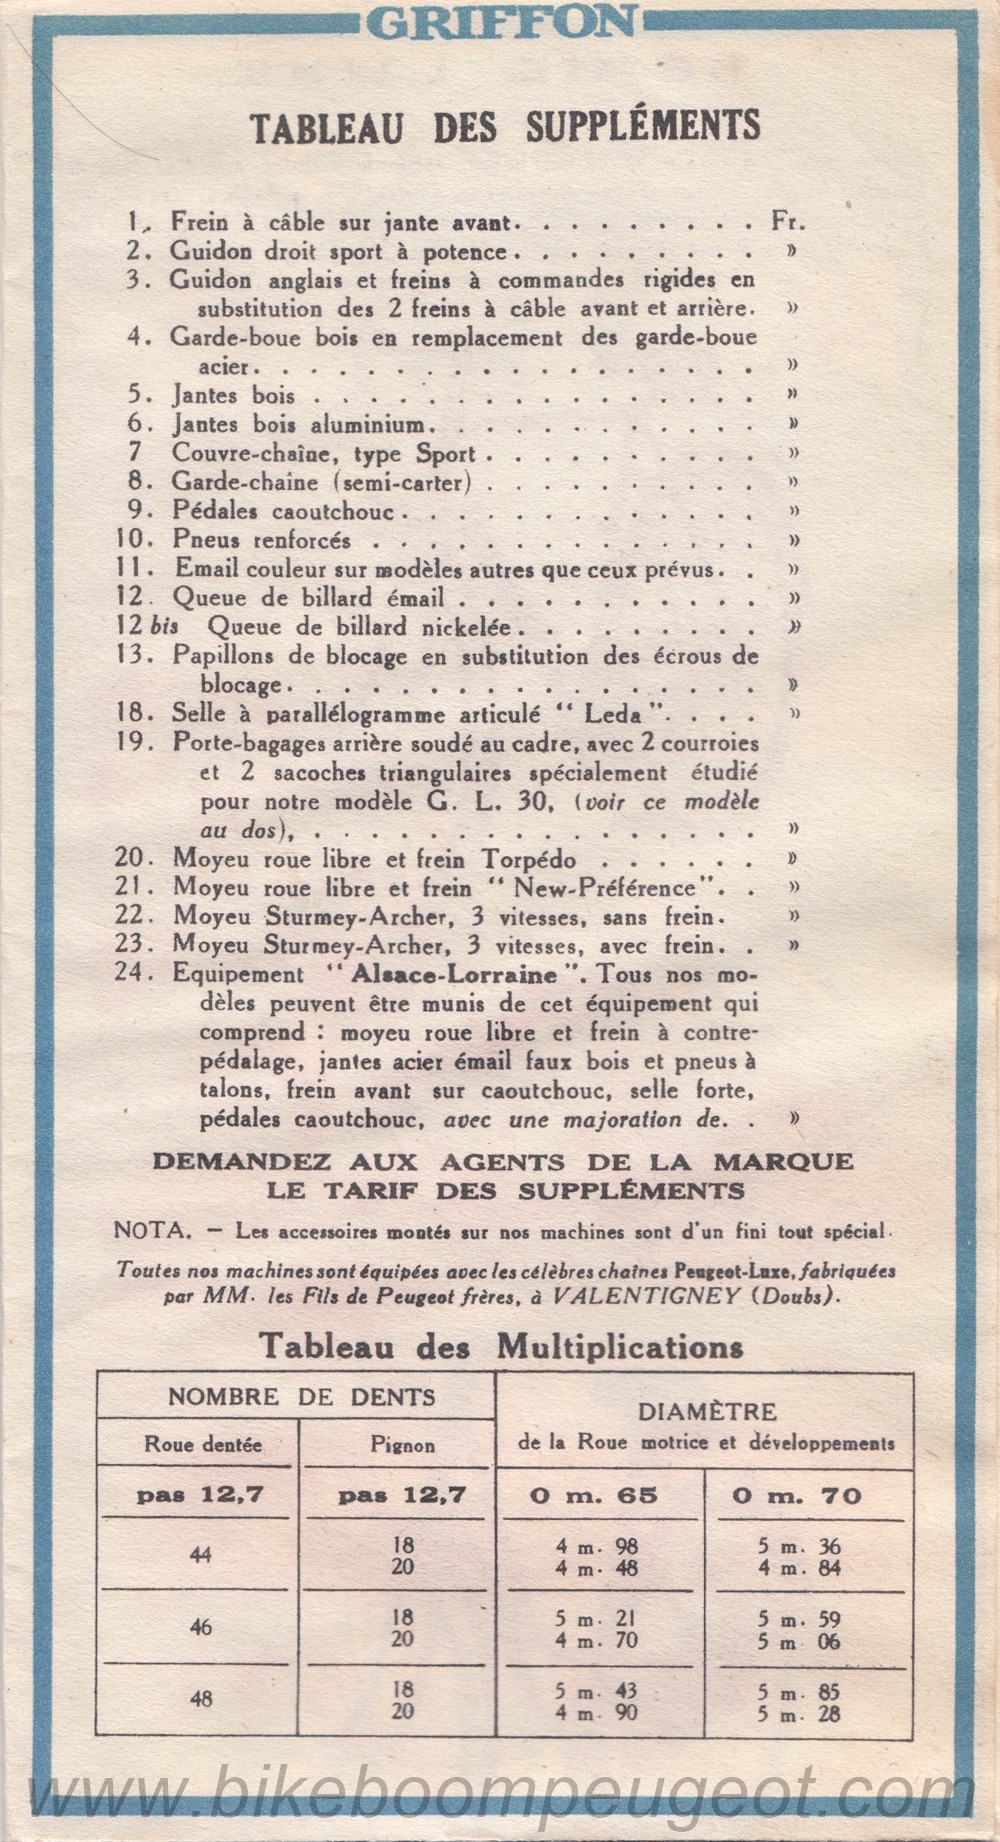 GRIFFON
TABLEAU DES SUPPLÉMENTS
1. Frein à câble sur jante avant. . . . . . . . . . Fr.
2. Guidon droit sport à potence . . . . . . . . . »
3. Guidon anglais et freins à commandes rigides en
substitution des 2 freins à câble avant et arrière. »
4. Garde-boue bois en remplacement des garde-boue
acier. . . . . . . . . . . . . . . . . . »
5. Jantes bois . . . . . . . . . . . . . . . . »
6. Jantes bois aluminium. . . . . . . . . . . . »
7 Couvre-chaîne, type Sport . . . . . . . . . . »
8. Garde-chaine (semi-carter) . . . . . . . . . . »
9. Pédales caoutchouc . . . . . . . . . . . . . »
10. Pneus renforcés . . . . . . . . . . . . . . »
11. Email couleur sur modèles autres que ceux prévus. . »
12. Queue de billard émail . . . . . . . . . . . »
12 bis Queue de billard nickelée . . . . . . . . . »
13. Papillons de blocage en substitution des écrous de
blocage . . . . . . . . . . . . . . . . . »
18. Selle à parallélogramme articulé “ Leda ”. . . . »
19. Porte-bagages arrière soudé au cadre, avec 2 courroies
et 2 sacoches triangulaires spécialement étudié
pour notre modèle G. L. 30, (voir ce modèle
au dos), . . . . . . . . . . . . . . . . »
20. Moyeu roue libre et frein Torpédo . . . . . . »
21. Moyeu roue libre et frein “ New-Préférence”. . »
22. Moyeu Sturmey-Archer, 3 vitesses, sans frein. »
23. Moyeu Sturmey-Archer, 3 vitesses, avec frein. . »
24. Equipement “ Alsace-Lorraine ”. Tous nos mo-
dèles peuvent être munis de cet équipement qui
comprend : moyeu roue libre et frein à contre-
pédalage, jantes acier émail faux bois et pneus à
talons, frein avant sur caoutchouc, selle forte,
pédales caoutchouc, avec une majoration de. . »
DEMANDEZ AUX AGENTS DE LA MARQUE
LE TARIF DES SUPPLÉMENTS
NOTA. — Les accessoires montés sur nos machines sont d'un fini tout spécial.
Toutes nos machines sont équipées avec les célèbres chaînes Peugeot-Luxe, fabriquées
par MM. les Fils de Peugeot frères, à VALENTIGNEY (Doubs).
Tableau des Multiplications
NOMBRE DE DENTS
DIAMÈTRE
de la Roue motrice et développements
Roue dentée Pignon
pas 12,7 pas 12,7 0 m. 65 0 m. 70
44 18 4 m. 98 5 m. 36
20 4 m. 48 4 m. 84
46 18 5 m. 21 5 m. 59
20 4 m. 70 5 m 06
48 18 5 m. 43 5 m. 85
20 4 m. 90 5 m. 28
www.bikeboompeugeot.com